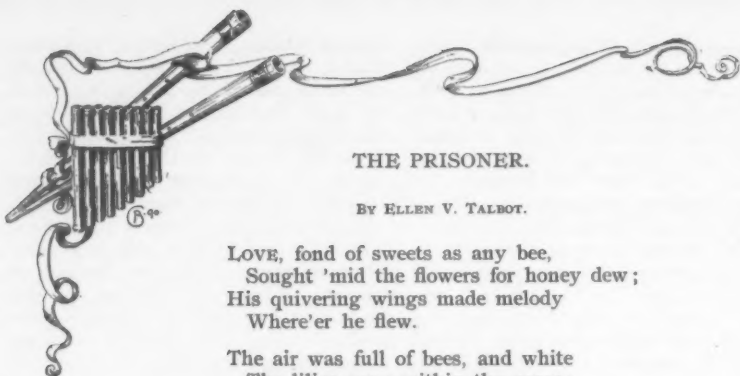 THE PRISONER.
BY ELLEN V. TALBOT.
LOVE, fond of sweets as any bee,
Sought 'mid the flowers for honey dew;
His quivering wings made melody
Where'er he flew.
The air was full of bees, and white